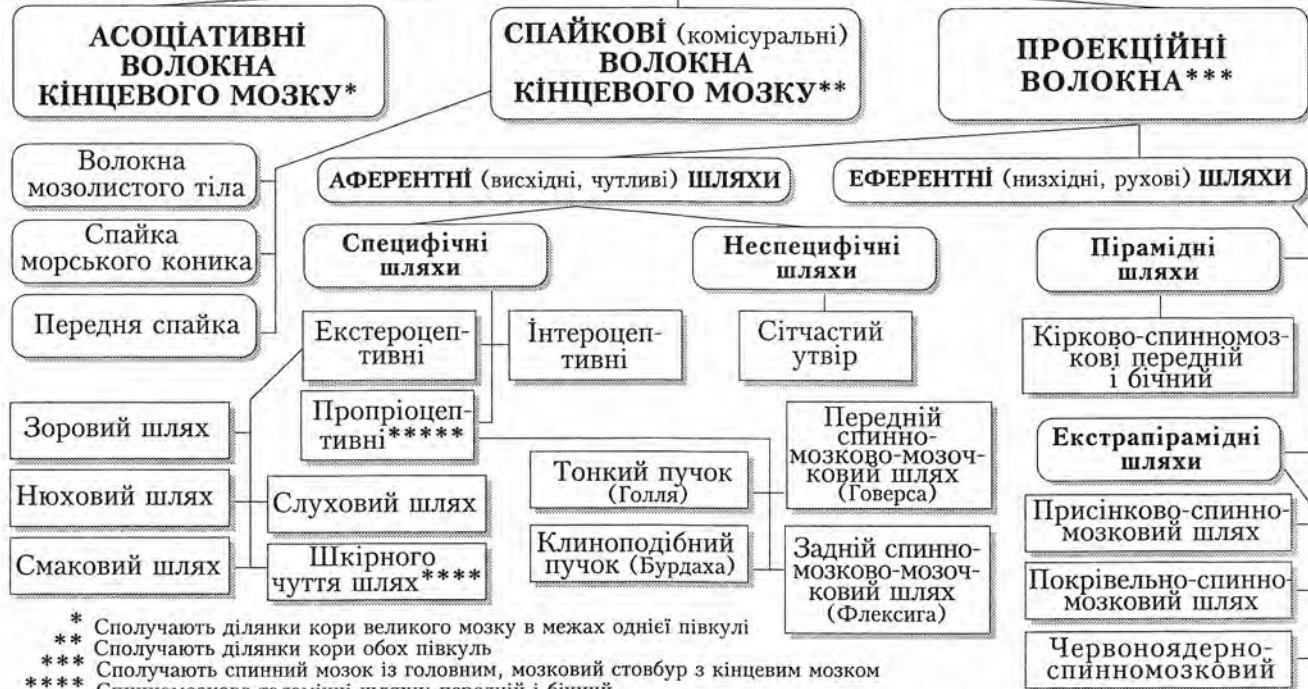 АСОЦІАТИВНІ
ВОЛОКНА
КІНЦЕВОГО МОЗКУ*
СПАЙКОВІ (комісуральні)
ВОЛОКНА
КІНЦЕВОГО МОЗКУ**
ПРОЕКЦІЙНІ
ВОЛОКНА***
Волокна
мозолистого тіла
Спайка
морського коника
Передня спайка
АФЕРЕНТНІ (висхідні, чутливі) ШЛЯХИ
ЕФЕРЕНТНІ (низхідні, рухові) ШЛЯХИ
Специфічні
шляхи
Неспецифічні
шляхи
Пірамідні
шляхи
Екстероцеп-
тивні
Інтероцеп-
тивні
Сітчастий
утвір
Кірково-спинномоз-
кові передній
і бічний
Пропріоцеп-
тивні*****
Зоровий шлях
Нюховий шлях
Слуховий шлях
Смаковий шлях
Шкірного
чуття шлях****
Тонкий пучок
(Голля)
Клиноподібний
пучок (Бурдаха)
Передній
спинно-
мозково-мозоч-
ковий шлях
(Говерса)
Задній спинно-
мозково-мозоч-
ковий шлях
(Флексига)
Екстрапірамідні
шляхи
Присінково-спинно-
мозковий шлях
Покрівельно-спинно-
мозковий шлях
Червоноядерно-
спинномозковий
* Сполучають ділянки кори великого мозку в межах однієї півкулі
** Сполучають ділянки кори обох півкуль
*** Сполучають спинний мозок із головним, мозковий стовбур з кінцевим мозком
****